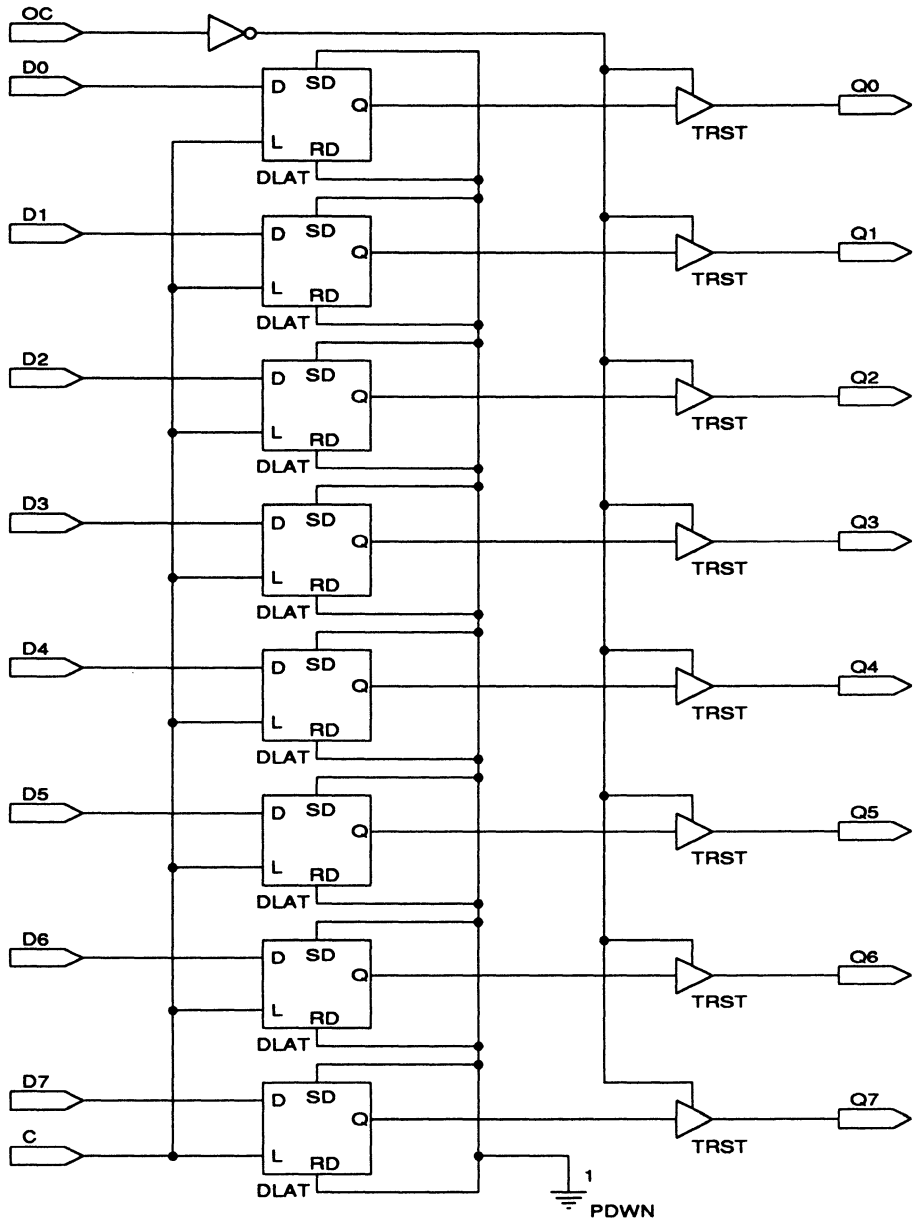 OC
D0
D SD Q
L RD
DLAT
TRST
Q0
D1
D SD Q
L RD
DLAT
TRST
Q1
D2
D SD Q
L RD
DLAT
TRST
Q2
D3
D SD Q
L RD
DLAT
TRST
Q3
D4
D SD Q
L RD
DLAT
TRST
Q4
D5
D SD Q
L RD
DLAT
TRST
Q5
D6
D SD Q
L RD
DLAT
TRST
Q6
D7
D SD Q
C
L RD
DLAT
TRST
Q7
1
PDWN